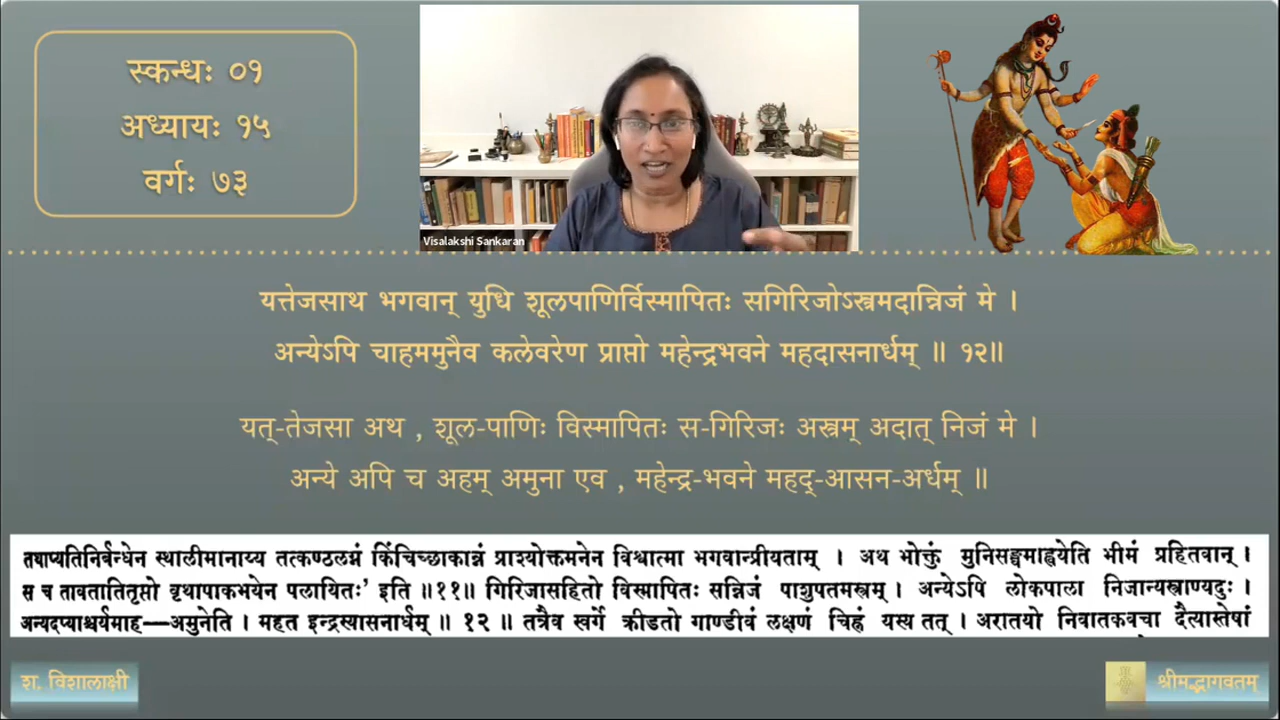 स्कन्धः ०१
अध्यायः १५
वर्गः ७३
Visalakshi Sankaran
यत्तेजसाथ भगवान् युधि शूलपाणिर्विस्मापितः सगिरिजोऽस्त्रमदान्निजं मे ।
अन्येऽपि चाहममुनैव कलेवरेण प्राप्तो महेन्द्रभवने महदासनार्धम् ॥ १२॥
यत्-तेजसा अथ , शूल-पाणिः विस्मापितः स-गिरिजः अस्त्रम् अदात् निजं मे ।
अन्ये अपि च अहम् अमुना एव , महेन्द्र-भवने महद्-आसन-अर्धम् ॥
तथाप्यतिनिर्बन्धेन स्थालीमानाय्य तत्कण्ठलग्नं किंचिच्छाकान्नं प्राश्योक्तमनेन विश्वात्मा भगवान्प्रीयताम् । अथ भोक्तुं मुनिसङ्घमाह्वयेति भीमं प्रहितवान् ।
स च तावतातितृप्तो वृथापाकभयेन पलायितः’ इति ॥११॥ गिरिजासहितो विस्मापितः सन्निजं पाशुपतमस्त्रम् । अन्येऽपि लोकपाला निजान्यस्त्राण्यदुः ।
अन्यदप्याश्चर्यमाह—अमुनेति । महत इन्द्रस्यासनार्धम् ॥ १२ ॥ तत्रैव स्वर्गे क्रीडतो गाण्डीवं लक्षणं चिह्नं यस्य तत् । अरातयो निवातकवचा दैत्यास्तेषां
श. विशालाक्षी
श्रीमद्भागवतम्